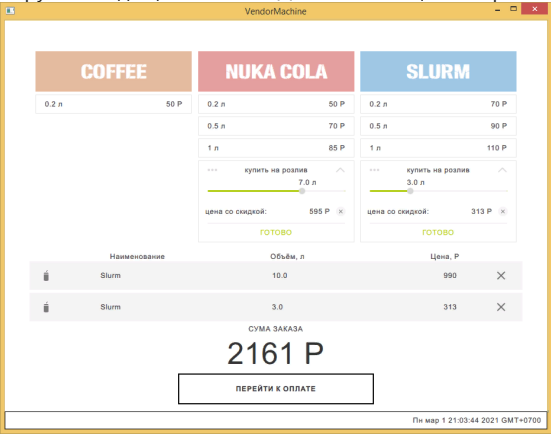 VendorMachine
COFFEE
0.2 л 50 Р
NUKA COLA
0.2 л 50 Р
0.5 л 70 Р
1 л 85 Р
купить на розлив
7.0 л
цена со скидкой: 595 Р
ГОТОВО
SLURM
0.2 л 70 Р
0.5 л 90 Р
1 л 110 Р
купить на розлив
3.0 л
цена со скидкой: 313 Р
ГОТОВО
Наименование Объём, л Цена, Р
Slurm 10.0 990
Slurm 3.0 313
СУМА ЗАКАЗА
2161 Р
ПЕРЕЙТИ К ОПЛАТЕ
Пн мар 1 21:03:44 2021 GMT+0700